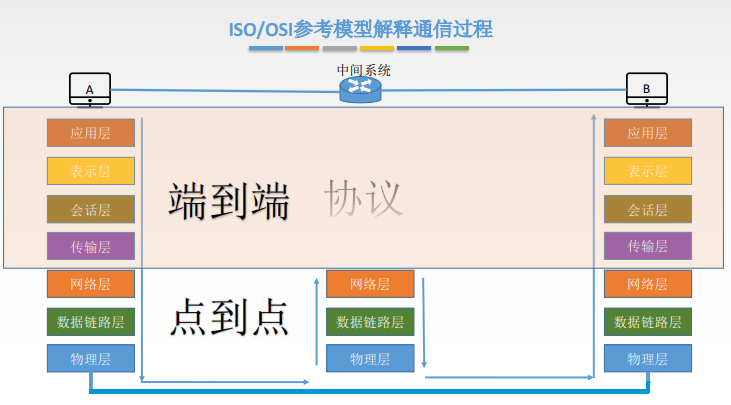 ISO/OSI参考模型解释通信过程
中间系统
A
B
应用层
表示层
会话层
传输层
网络层
数据链路层
物理层
端到端 协议
点到点
网络层
数据链路层
物理层
应用层
表示层
会话层
传输层
网络层
数据链路层
物理层